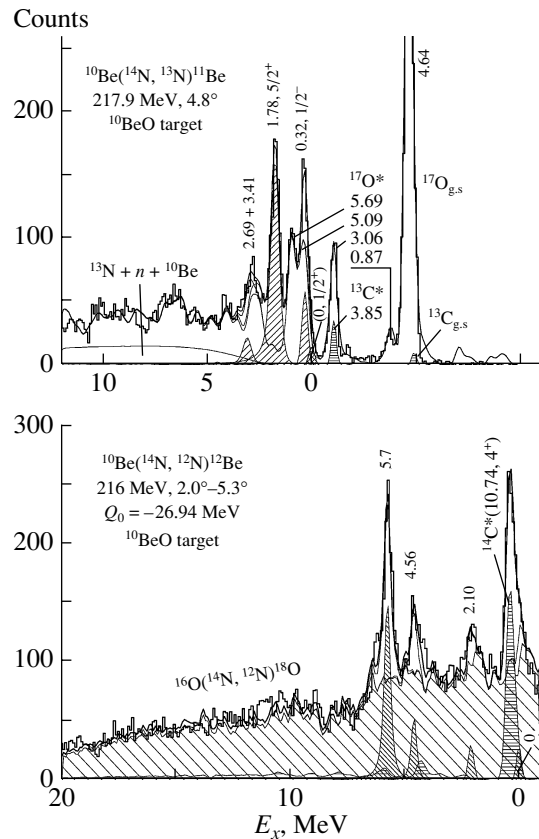 Counts
¹⁰Be(¹⁴N, ¹³N)¹¹Be
217.9 MeV, 4.8°
¹⁰BeO target
200
100
0
2.69 + 3.41
1.78, 5/2⁺
0.32, 1/2⁻
4.64
¹⁷O*
5.69
5.09
3.06
0.87
¹⁷O_g.s
¹³N + n + ¹⁰Be
(0, 1/2⁺)
¹³C*
3.85
¹³C_g.s
10
5
0
300
200
100
0
¹⁰Be(¹⁴N, ¹²N)¹²Be
216 MeV, 2.0°–5.3°
Q₀ = −26.94 MeV
¹⁰BeO target
5.7
4.56
2.10
¹⁴C*(10.74, 4⁺)
¹⁶O(¹⁴N, ¹²N)¹⁸O
0
20
10
0
Eₓ, MeV